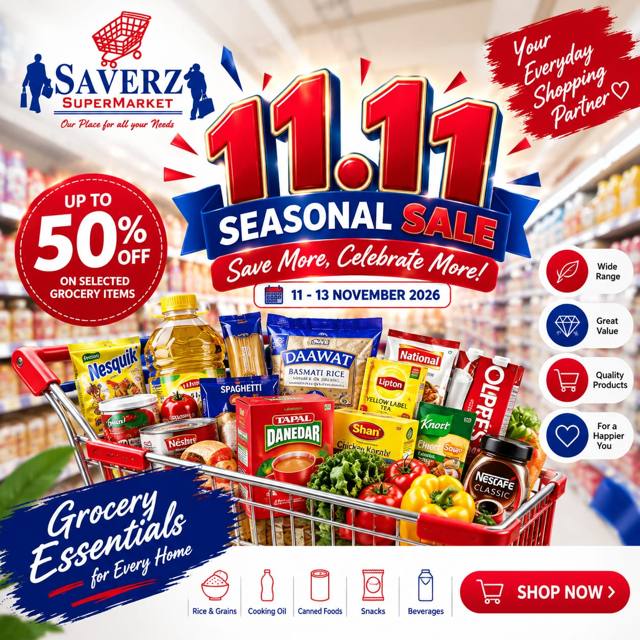 SAVERZ
SUPERMARKET
Our Place for all your Needs
Your
Everyday
Shopping
Partner
11.11
SEASONAL SALE
Save More, Celebrate More!
11 - 13 NOVEMBER 2026
UP TO
50%
OFF
ON SELECTED
GROCERY ITEMS
Wide
Range
Great
Value
Quality
Products
For a
Happier
You
Nesquik
SPAGHETTI
DAAWAT
BASMATI RICE
National
Lipton
YELLOW LABEL
TEA
TAPAL
DANEDAR
Shan
Knorr
NESCAFE
CLASSIC
Grocery
Essentials
for Every Home
Rice & Grains
Cooking Oil
Canned Foods
Snacks
Beverages
SHOP NOW